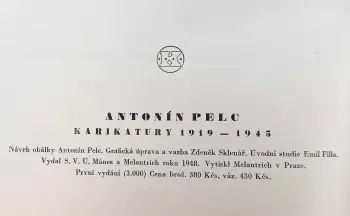 ANTONÍN PELC
KARIKATURY 1919 — 1945
Návrh obálky Antonín Pelc. Grafická úprava a vazba Zdeněk Sklenář. Úvodní studie Emil Filla.
Vydal S. V. U. Mánes a Melantrich roku 1948. Vytiskl Melantrich v Praze.
První vydání (3.000) Cena brož. 380 Kčs, váz. 430 Kčs.